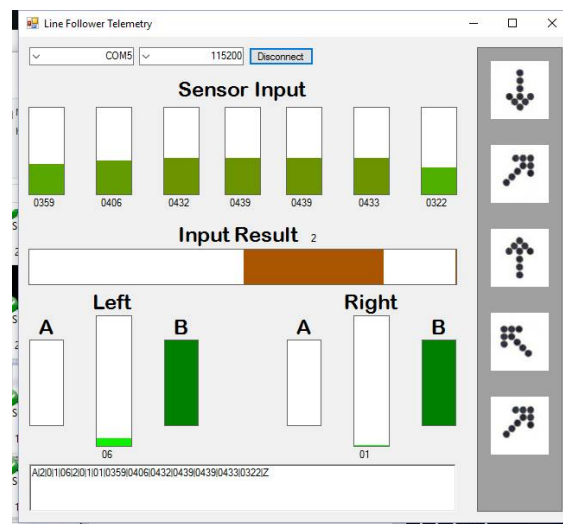 Line Follower Telemetry
COM5 115200 Disconnect
Sensor Input
0359 0406 0432 0439 0439 0433 0322
Input Result 2
Left Right
A B A B
06 01
A|2|0|1|06|2|0|1|01|0359|0406|0432|0439|0439|0433|0322|Z